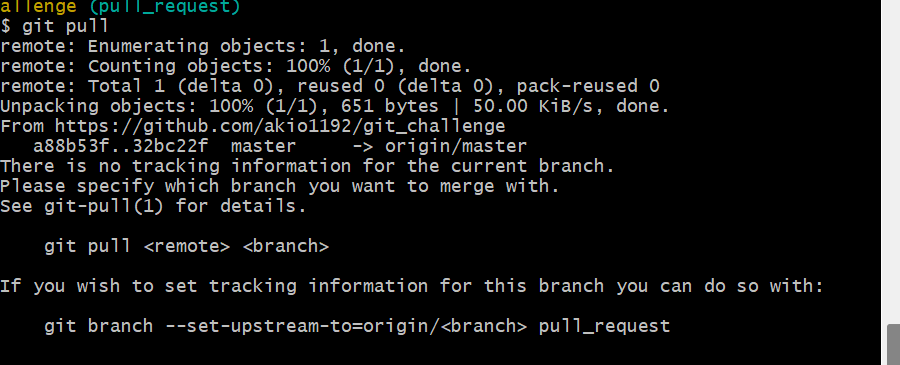 allenge (pull_request)
$ git pull
remote: Enumerating objects: 1, done.
remote: Counting objects: 100% (1/1), done.
remote: Total 1 (delta 0), reused 0 (delta 0), pack-reused 0
Unpacking objects: 100% (1/1), 651 bytes | 50.00 KiB/s, done.
From https://github.com/akio1192/git_challenge
   a88b53f..32bc22f  master     -> origin/master
There is no tracking information for the current branch.
Please specify which branch you want to merge with.
See git-pull(1) for details.

    git pull <remote> <branch>

If you wish to set tracking information for this branch you can do so with:

    git branch --set-upstream-to=origin/<branch> pull_request